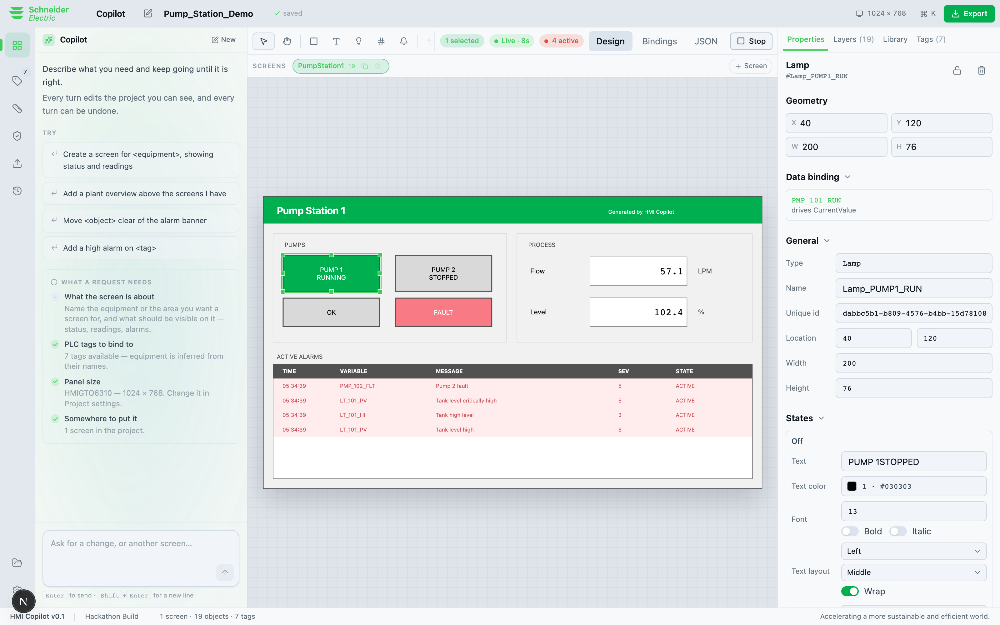 Schneider
Electric
Copilot
Pump_Station_Demo
saved
1024 × 768
⌘ K
Export
7
Copilot
New
Describe what you need and keep going until it is
right.
Every turn edits the project you can see, and every
turn can be undone.
TRY
Create a screen for <equipment>, showing
status and readings
Add a plant overview above the screens I have
Move <object> clear of the alarm banner
Add a high alarm on <tag>
WHAT A REQUEST NEEDS
What the screen is about
Name the equipment or the area you want a
screen for, and what should be visible on it —
status, readings, alarms.
PLC tags to bind to
7 tags available — equipment is inferred from
their names.
Panel size
HMIGTO6310 — 1024 × 768. Change it in
Project settings.
Somewhere to put it
1 screen in the project.
Ask for a change, or another screen...
Enter to send · Shift + Enter for a new line
1 selected
Live · 8s
4 active
Design
Bindings
JSON
Stop
SCREENS
PumpStation1 19
+ Screen
Pump Station 1
Generated by HMI Copilot
PUMPS
PUMP 1
RUNNING
PUMP 2
STOPPED
OK
FAULT
PROCESS
Flow 57.1 LPM
Level 102.4 %
ACTIVE ALARMS
TIME VARIABLE MESSAGE SEV STATE
05:34:39 PMP_102_FLT Pump 2 fault 5 ACTIVE
05:34:39 LT_101_PV Tank level critically high 5 ACTIVE
05:34:39 LT_101_HI Tank high level 3 ACTIVE
05:34:39 LT_101_PV Tank level high 3 ACTIVE
Properties
Layers (19)
Library
Tags (7)
Lamp
#Lamp_PUMP1_RUN
Geometry
X 40
Y 120
W 200
H 76
Data binding
PMP_101_RUN
drives CurrentValue
General
Type Lamp
Name Lamp_PUMP1_RUN
Unique id dabbc5b1-b809-4576-b4bb-15d78108
Location 40 120
Width 200
Height 76
States
Off
Text PUMP 1STOPPED
Text color 1 · #030303
Font 13
Bold Italic
Left
Text layout Middle
Wrap
N
HMI Copilot v0.1
Hackathon Build
1 screen · 19 objects · 7 tags
Accelerating a more sustainable and efficient world.